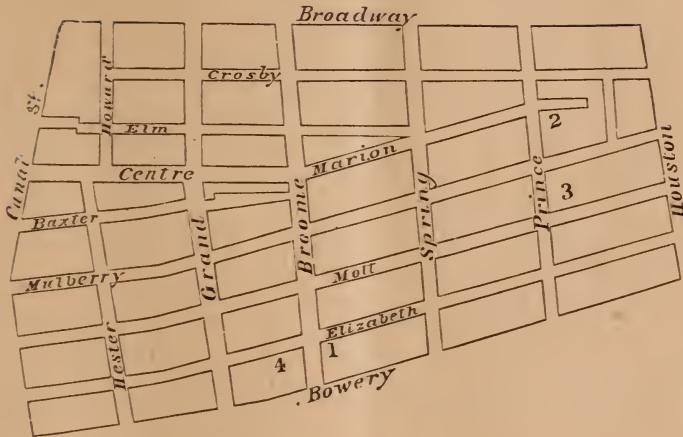 Broadway
Crosby
Howard
St.
Elm
Marion
Centre
Canal
Baxter
Mulberry
Grand
Broome
Spring
Prince
Houston
Mott
Elizabeth
Hester
Bowery
2
3
1
4